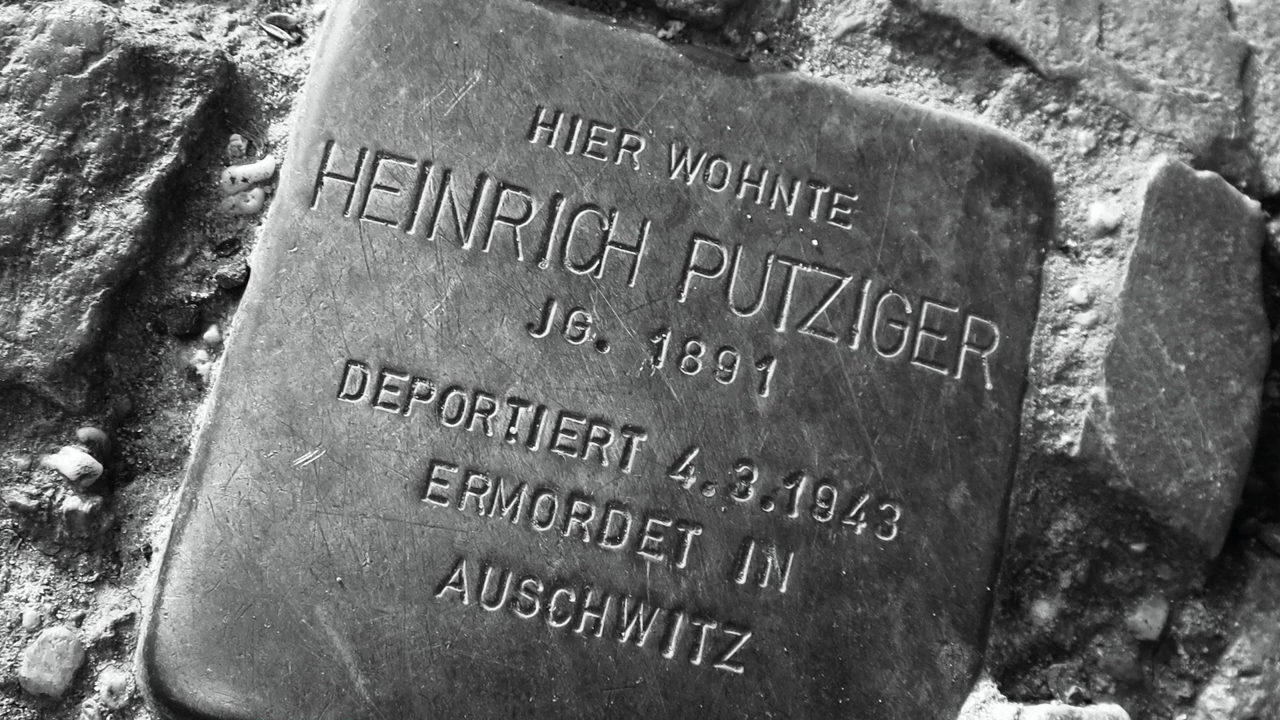 HIER WOHNTE
HEINRICH PUTZIGER
JG. 1891
DEPORTIERT 4.3.1943
ERMORDET IN
AUSCHWITZ